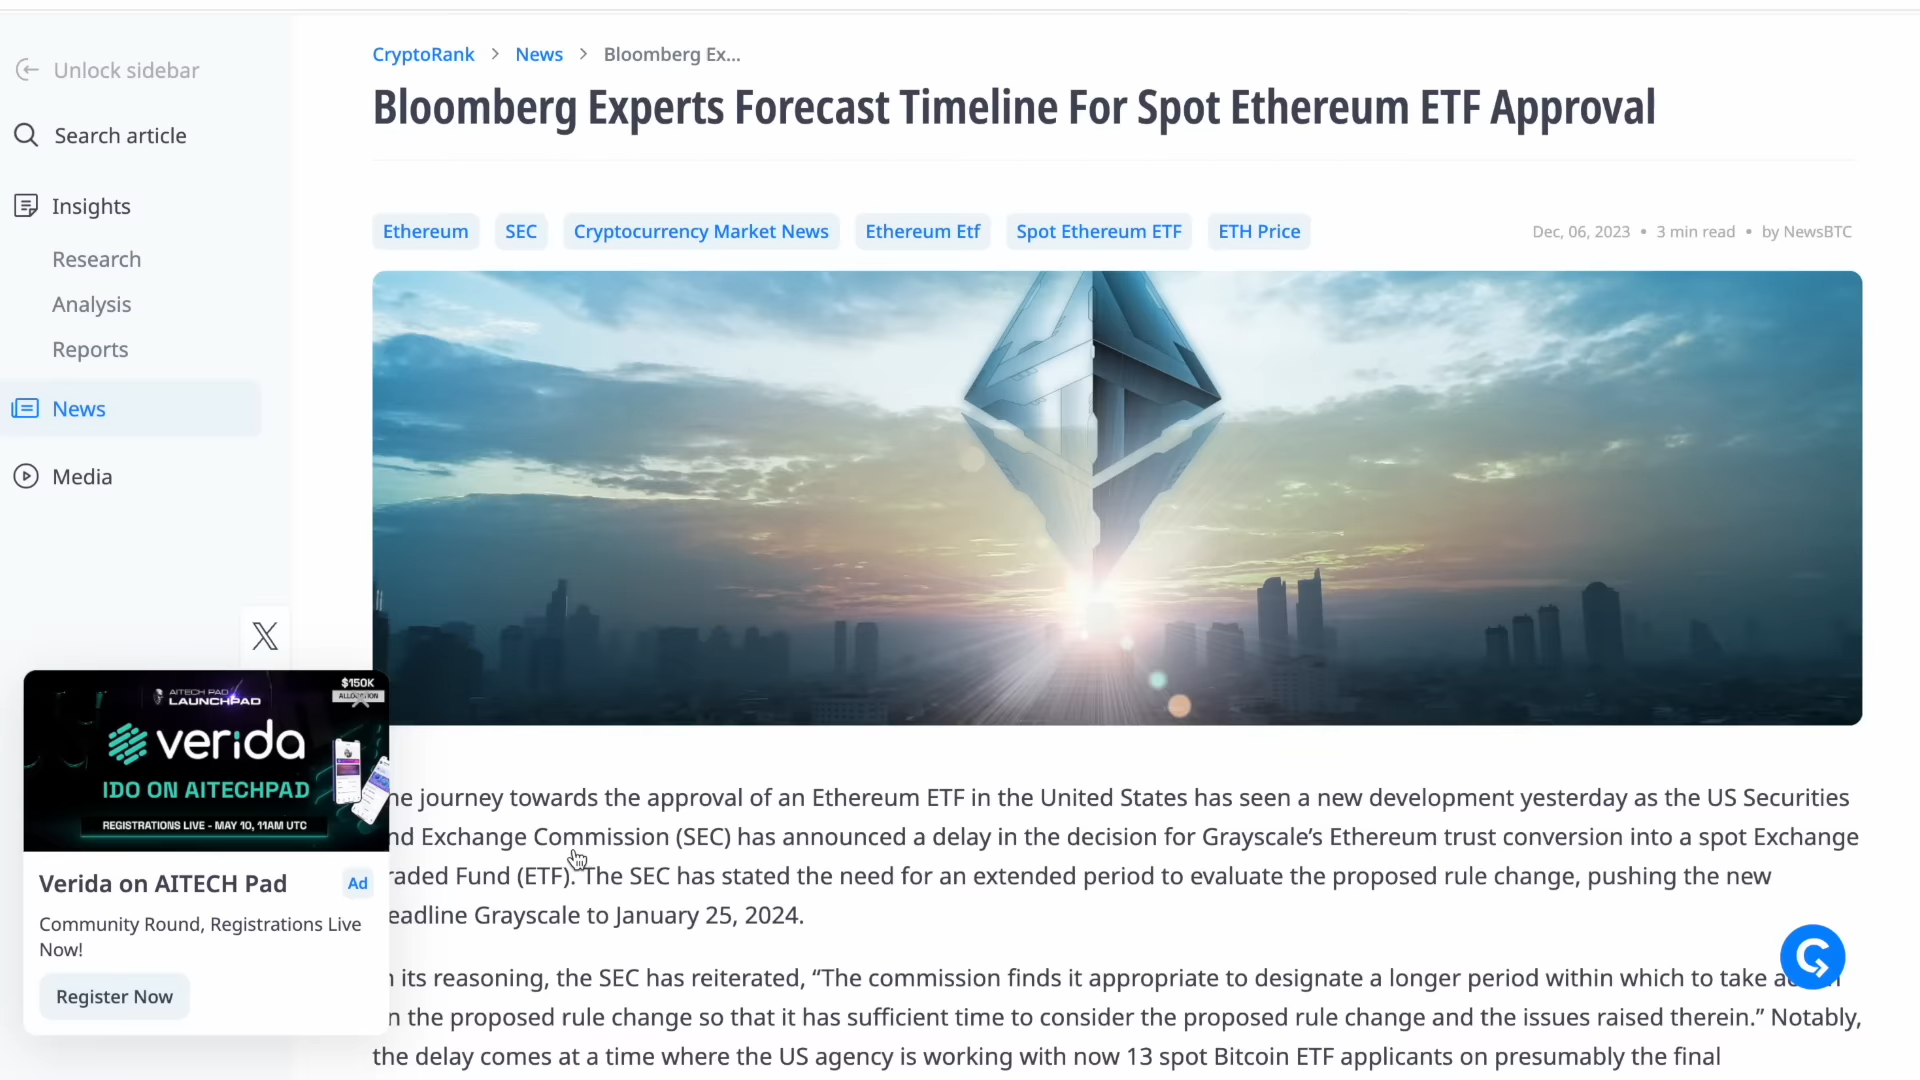 CryptoRank > News > Bloomberg Ex...
Unlock sidebar
Bloomberg Experts Forecast Timeline For Spot Ethereum ETF Approval
Search article
Insights
Research
Analysis
Reports
News
Media
Ethereum SEC Cryptocurrency Market News Ethereum Etf Spot Ethereum ETF ETH Price
Dec, 06, 2023 • 3 min read • by NewsBTC
AITECH PAD
LAUNCHPAD
$150K
verida
IDO ON AITECHPAD
REGISTRATIONS LIVE - MAY 10, 11AM UTC
Verida on AITECH Pad
Ad
Community Round, Registrations Live
Now!
Register Now
journey towards the approval of an Ethereum ETF in the United States has seen a new development yesterday as the US Securities
Exchange Commission (SEC) has announced a delay in the decision for Grayscale’s Ethereum trust conversion into a spot Exchange
Fund (ETF). The SEC has stated the need for an extended period to evaluate the proposed rule change, pushing the new
Grayscale to January 25, 2024.
its reasoning, the SEC has reiterated, “The commission finds it appropriate to designate a longer period within which to take
the proposed rule change so that it has sufficient time to consider the proposed rule change and the issues raised therein.” Notably,
the delay comes at a time where the US agency is working with now 13 spot Bitcoin ETF applicants on presumably the final